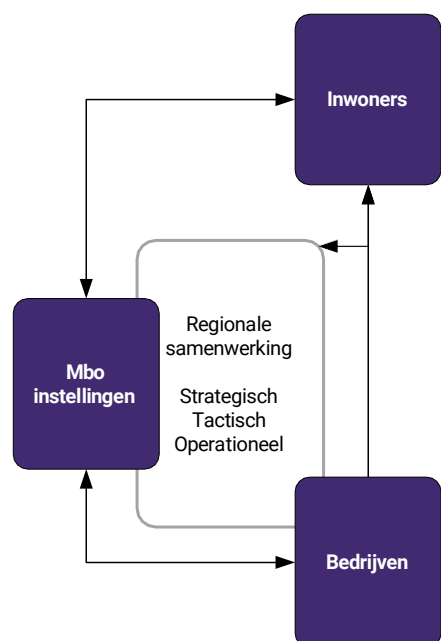 Inwoners
Regionale
samenwerking
Mbo
instellingen
Strategisch
Tactisch
Operationeel
Bedrijven